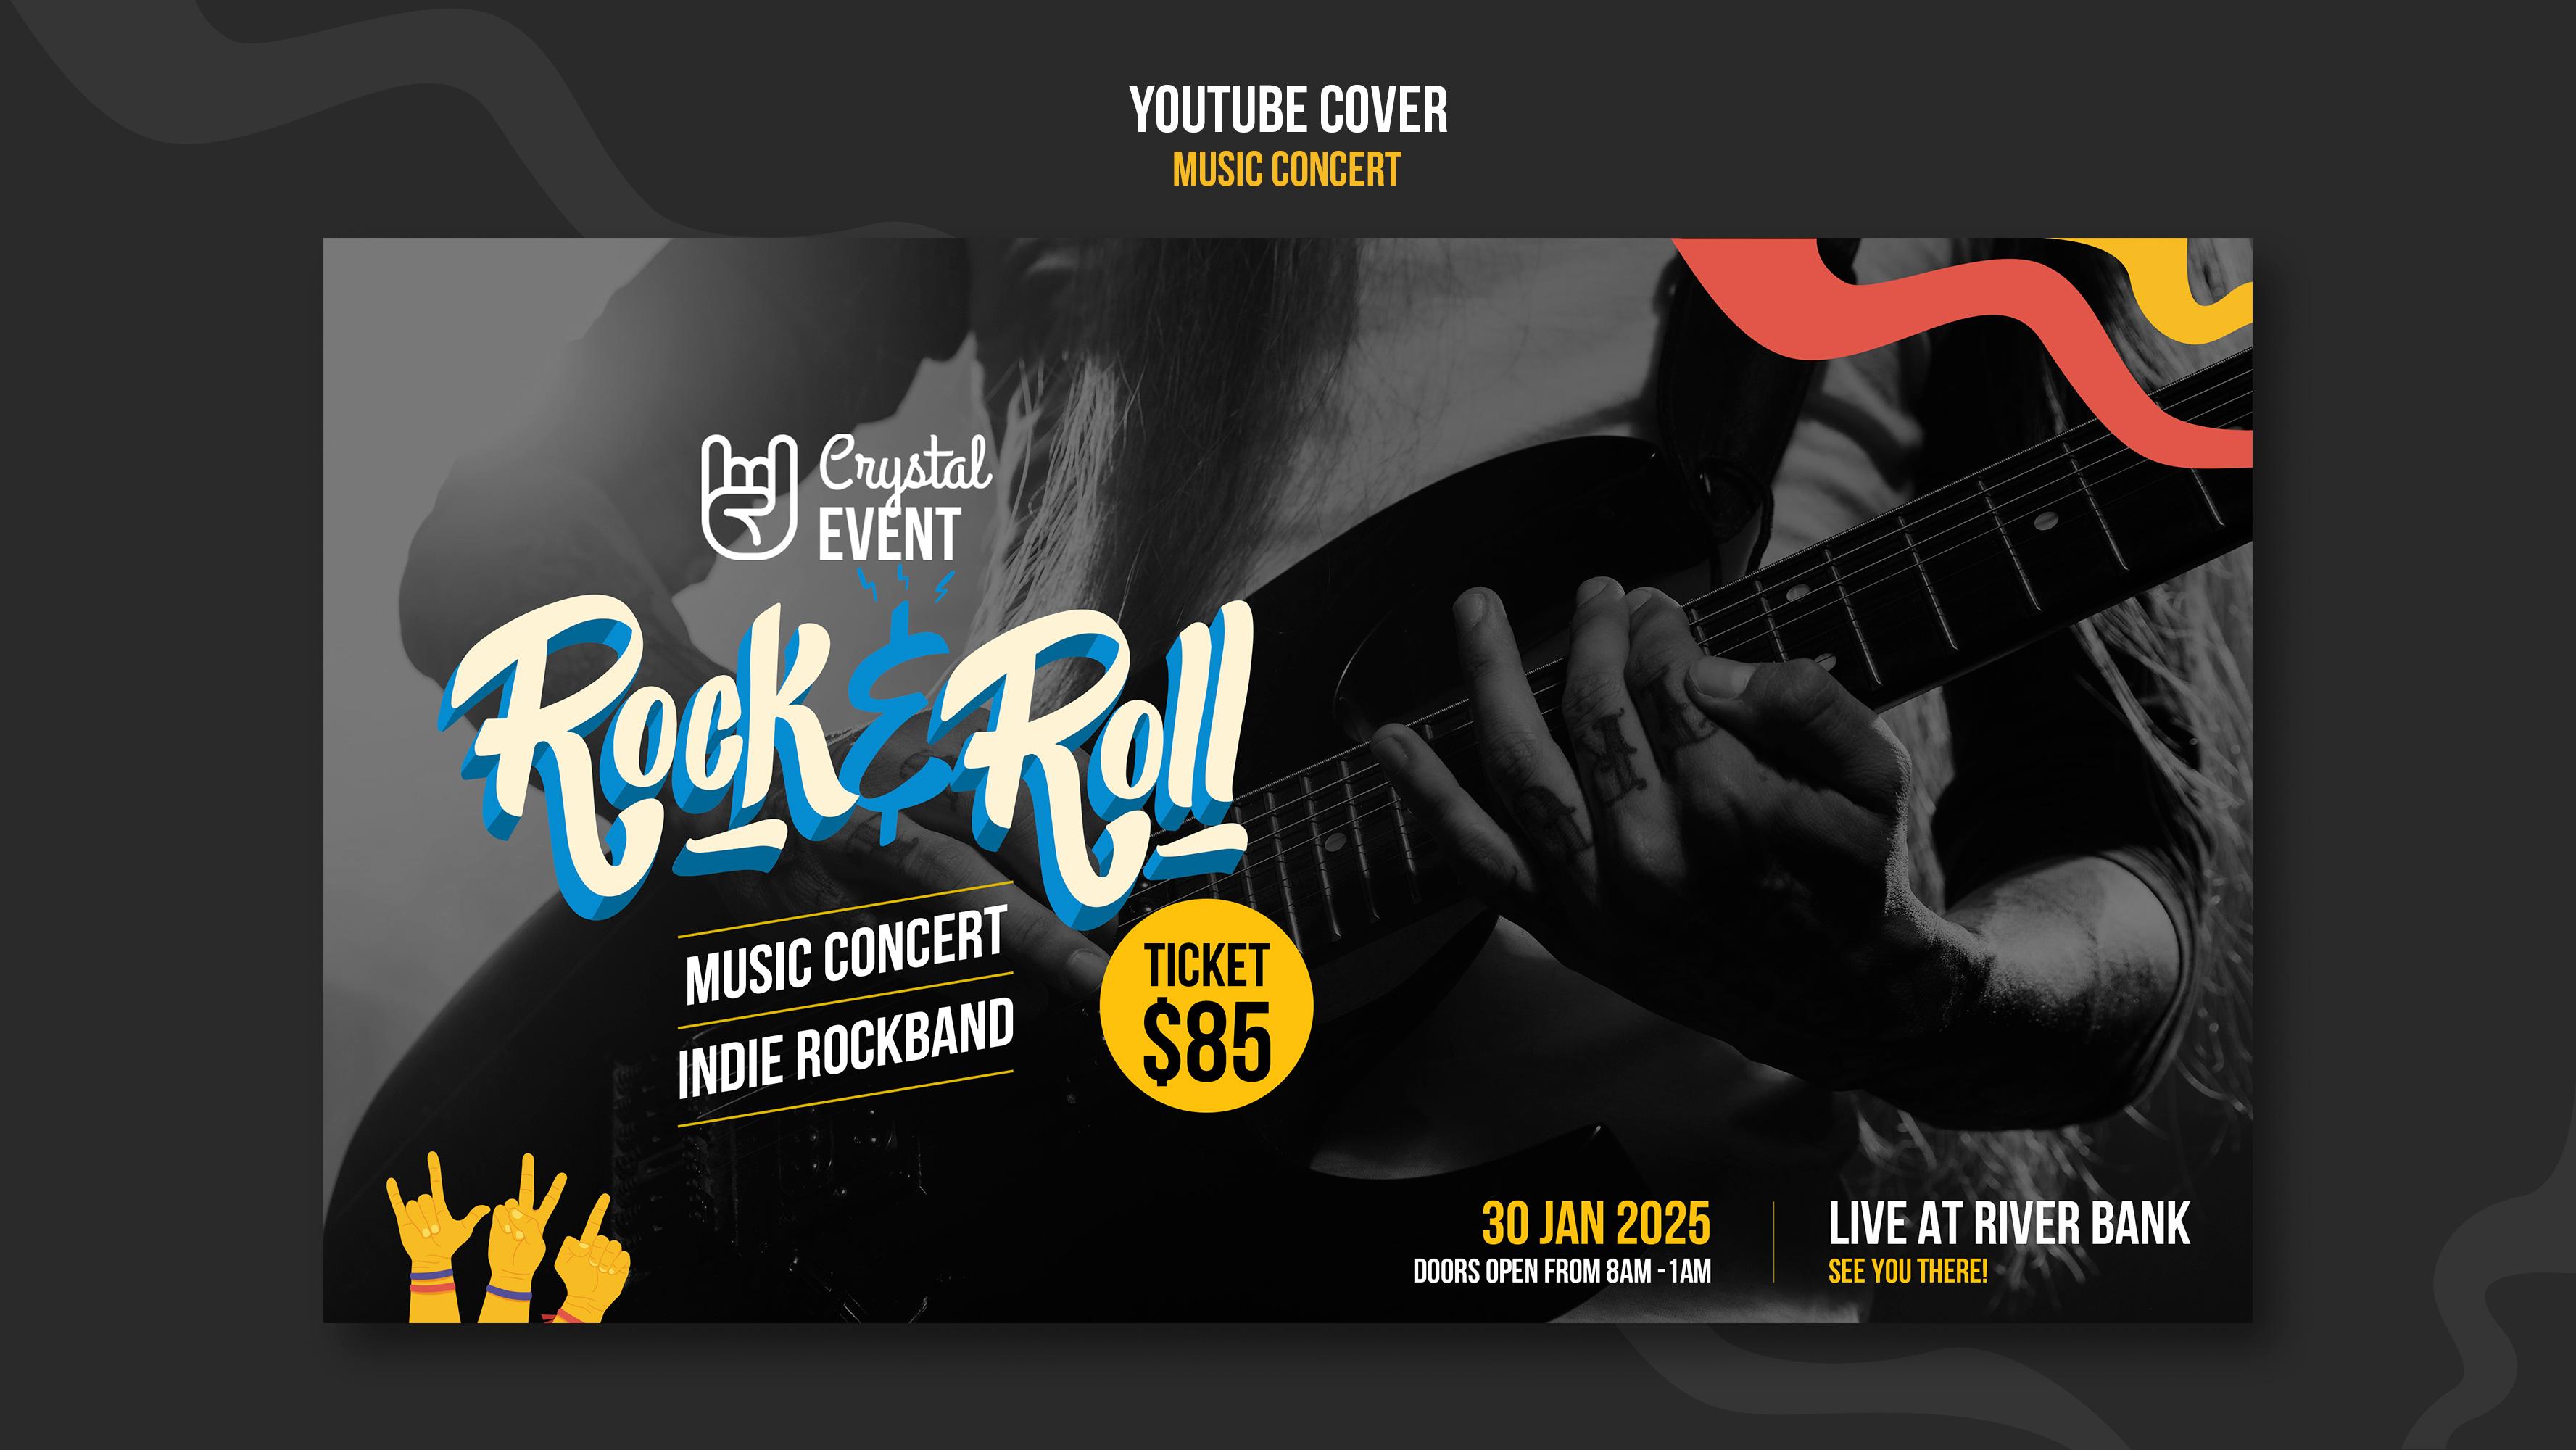 YOUTUBE COVER
MUSIC CONCERT
Crystal
EVENT
Rock & Roll
MUSIC CONCERT
INDIE ROCKBAND
TICKET
$85
30 JAN 2025
DOORS OPEN FROM 8AM - 1AM
LIVE AT RIVER BANK
SEE YOU THERE!